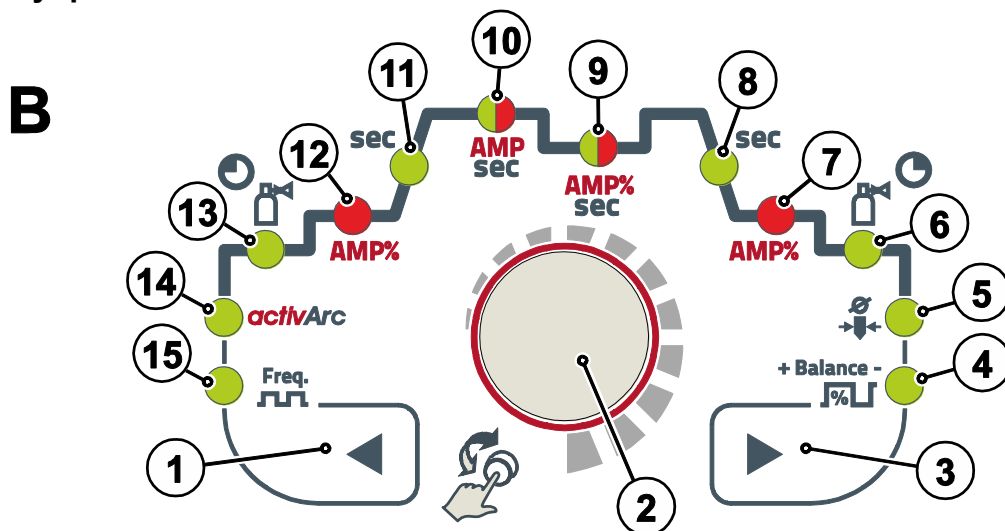 B
10
9
11
8
sec
AMP
sec
AMP%
sec
sec
12
7
13
AMP%
AMP%
6
14
activArc
5
15
Freq.
+ Balance -
%
4
1
3
2